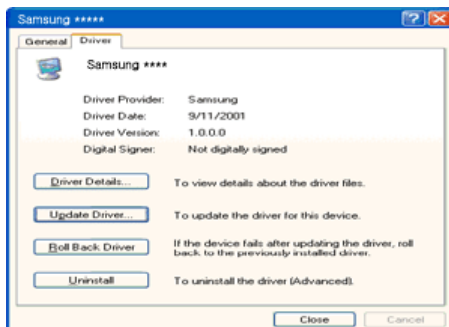 Samsung *****
General Driver
Samsung ****
Driver Provider: Samsung
Driver Date: 9/11/2001
Driver Version: 1.0.0.0
Digital Signer: Not digitally signed
Driver Details... To view details about the driver files.
Update Driver... To update the driver for this device.
Roll Back Driver If the device fails after updating the driver, roll
back to the previously installed driver.
Uninstall To uninstall the driver (Advanced).
Close Cancel